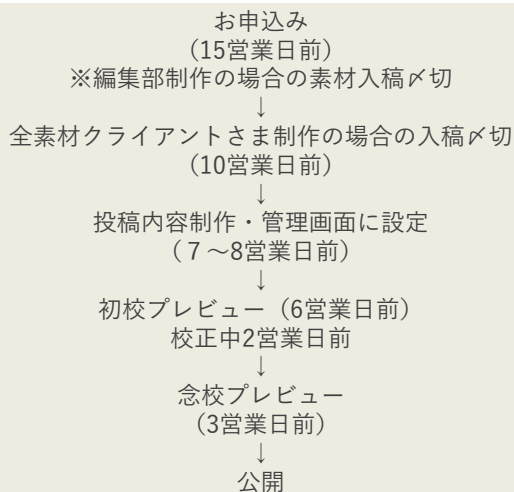 お申込み
(15営業日前)
※編集部制作の場合の素材入稿〆切
↓
全素材クライアントさま制作の場合の入稿〆切
(10営業日前)
↓
投稿内容制作・管理画面に設定
(７～8営業日前)
↓
初校プレビュー（6営業日前)
校正中2営業日前
↓
念校プレビュー
(3営業日前)
↓
公開